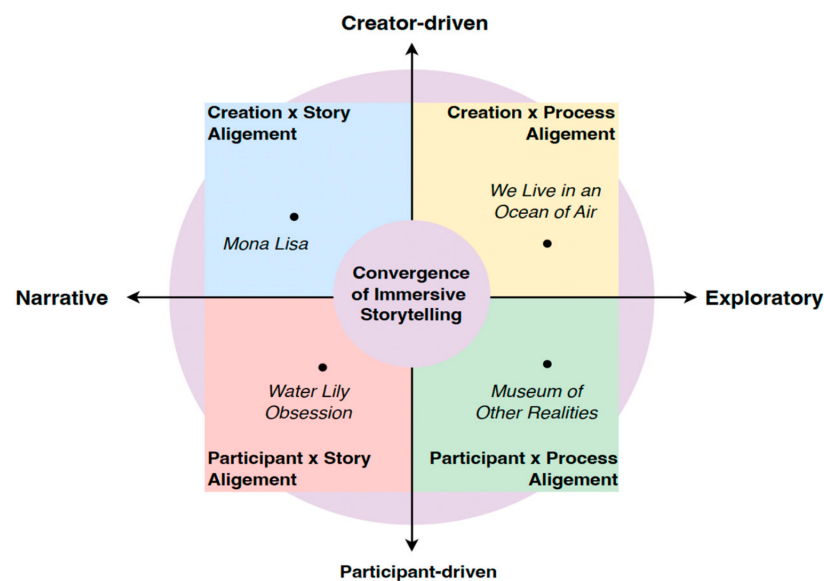 Creator-driven
Creation x Story
Aligement
Creation x Process
Aligement
We Live in an
Ocean of Air
Mona Lisa
Narrative
Convergence
of Immersive
Storytelling
Exploratory
Water Lily
Obsession
Museum of
Other Realities
Participant x Story
Aligement
Participant x Process
Aligement
Participant-driven